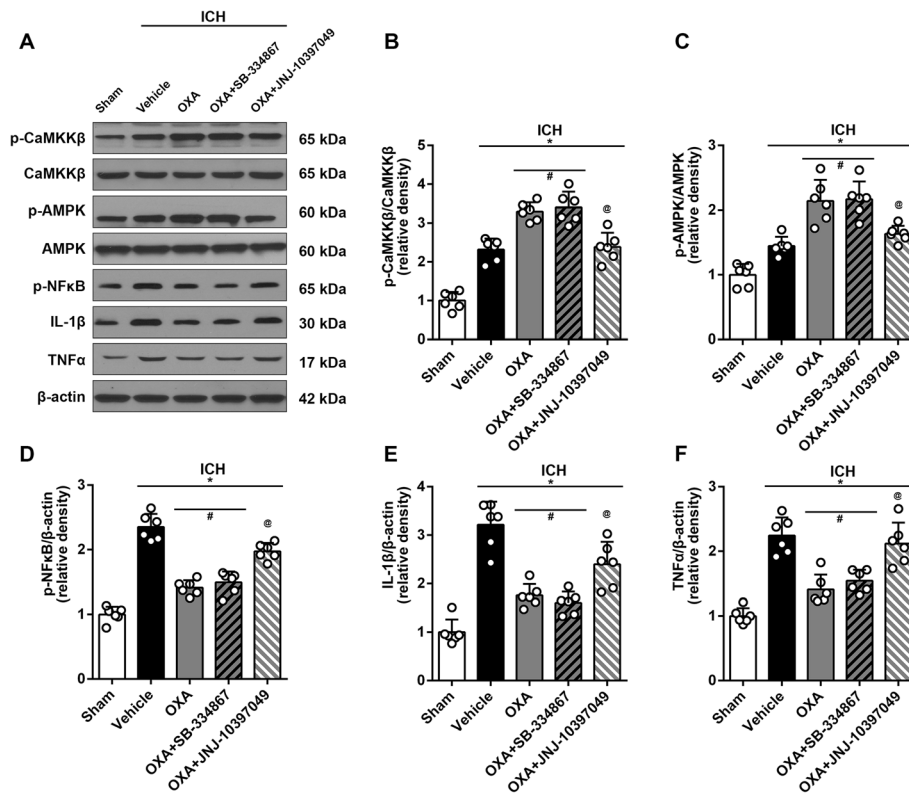 ICH
A
Sham
Vehicle
OXA
OXA+SB-334867
OXA+JNJ-10397049
p-CaMKKβ 65 kDa
CaMKKβ 65 kDa
p-AMPK 60 kDa
AMPK 60 kDa
p-NFκB 65 kDa
IL-1β 30 kDa
TNFα 17 kDa
β-actin 42 kDa
B
ICH
*
#
@
p-CaMKKβ/CaMKKβ
(relative density)
5
4
3
2
1
0
Sham
Vehicle
OXA
OXA+SB-334867
OXA+JNJ-10397049
C
ICH
*
#
@
p-AMPK/AMPK
(relative density)
3
2
1
0
Sham
Vehicle
OXA
OXA+SB-334867
OXA+JNJ-10397049
D
ICH
*
#
@
p-NFκB/β-actin
(relative density)
3
2
1
0
Sham
Vehicle
OXA
OXA+SB-334867
OXA+JNJ-10397049
E
ICH
*
#
@
IL-1β/β-actin
(relative density)
4
3
2
1
0
Sham
Vehicle
OXA
OXA+SB-334867
OXA+JNJ-10397049
F
ICH
*
#
@
TNFα/β-actin
(relative density)
3
2
1
0
Sham
Vehicle
OXA
OXA+SB-334867
OXA+JNJ-10397049